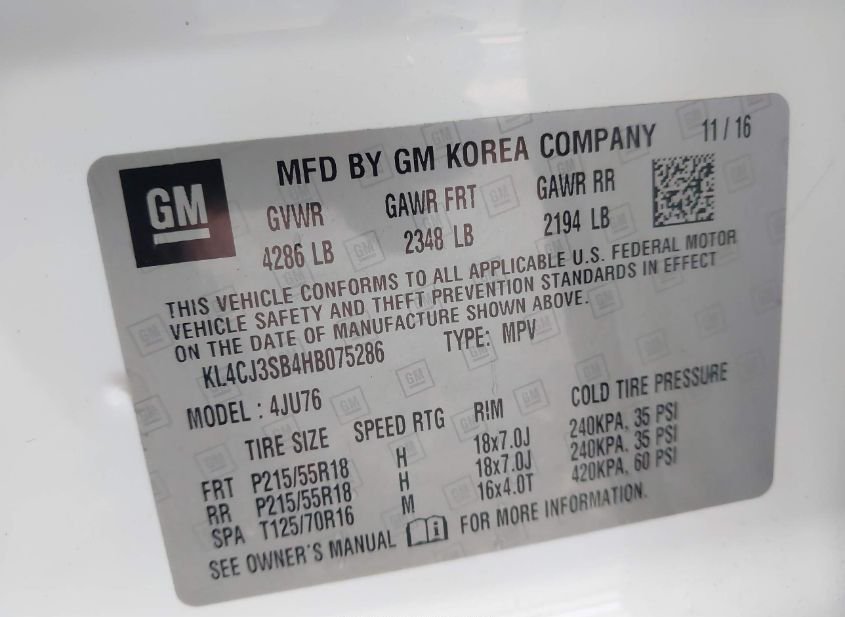 GM
MFD BY GM KOREA COMPANY 11 / 16
GVWR GAWR FRT GAWR RR
4286 LB 2348 LB 2194 LB
THIS VEHICLE CONFORMS TO ALL APPLICABLE U.S. FEDERAL MOTOR
VEHICLE SAFETY AND THEFT PREVENTION STANDARDS IN EFFECT
ON THE DATE OF MANUFACTURE SHOWN ABOVE.
KL4CJ3SB4HB075286 TYPE: MPV
MODEL : 4JU76
TIRE SIZE SPEED RTG RIM COLD TIRE PRESSURE
FRT P215/55R18 H 18x7.0J 240KPA, 35 PSI
RR P215/55R18 H 18x7.0J 240KPA, 35 PSI
SPA T125/70R16 M 16x4.0T 420KPA, 60 PSI
SEE OWNER'S MANUAL FOR MORE INFORMATION.